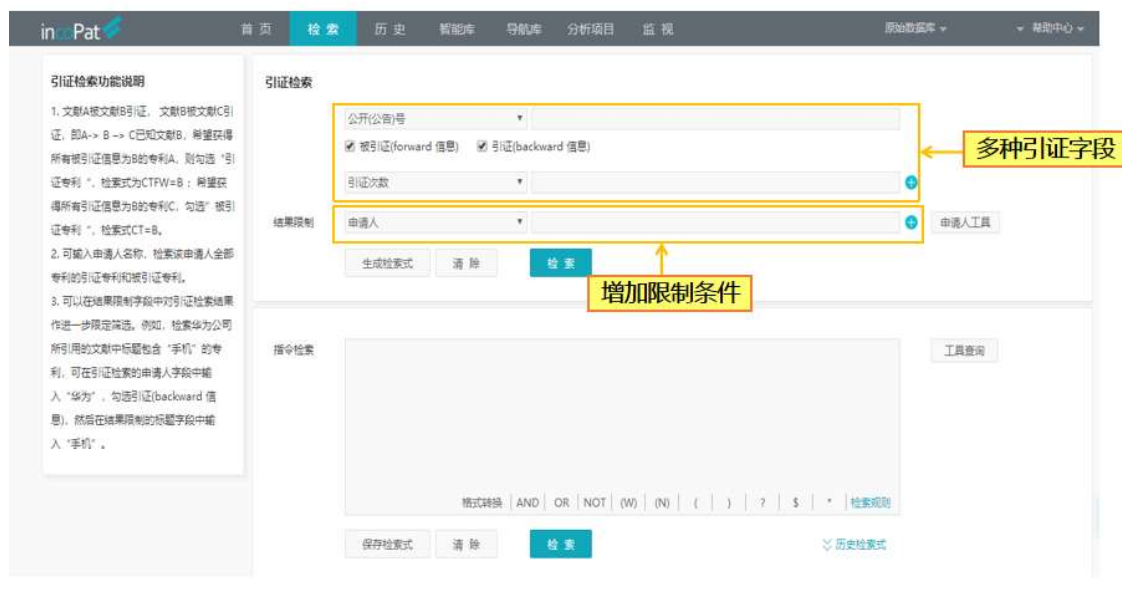 incoPat
首页 检索 历史 智能库 导航库 分析项目 监视 原始数据库 帮助中心
引证检索功能说明
1. 文献A被文献B引证，文献B被文献C引
证，即A-> B -> C已知文献B，希望获得
所有被引证信息为B的专利A，则勾选“引
证专利 ”，检索式为CTFW=B ；希望获
得所有引证信息为B的专利C，勾选“ 被引
证专利 ”，检索式CT=B。
2. 可输入申请人名称，检索该申请人全部
专利的引证专利和被引证专利。
3. 可以在结果限制字段中对引证检索结果
作进一步限定筛选。例如，检索华为公司
所引用的文献中标题包含“手机”的专
利，可在引证检索的申请人字段中输
入“华为”，勾选引证(backward 信
息)，然后在结果限制的标题字段中输
入“手机”。
引证检索
公开(公告)号
被引证(forward 信息) 引证(backward 信息)
多种引证字段
引证次数
结果限制 申请人 申请人工具
生成检索式 清除 检索
增加限制条件
指令检索 工具查询
格式转换 AND OR NOT (W) (N) ( ) ? $ * 检索规则
保存检索式 清除 检索 历史检索式